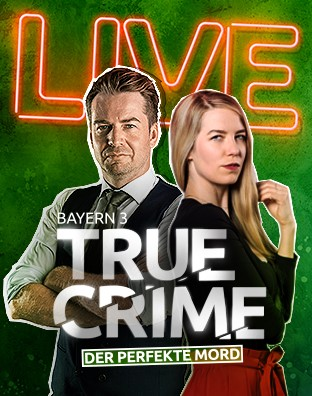 LIVE
BAYERN 3
TRUE
CRIME
DER PERFEKTE MORD